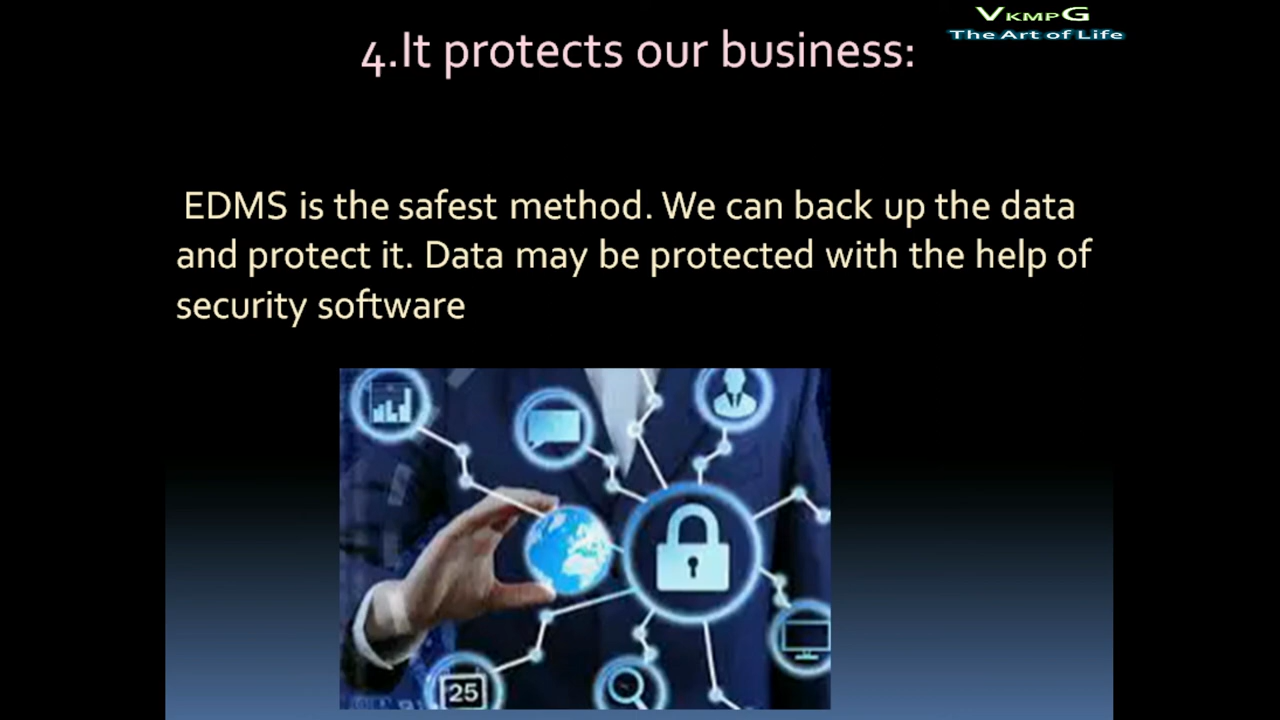 VKMPG
The Art of Life
4.It protects our business:
EDMS is the safest method. We can back up the data
and protect it. Data may be protected with the help of
security software
25